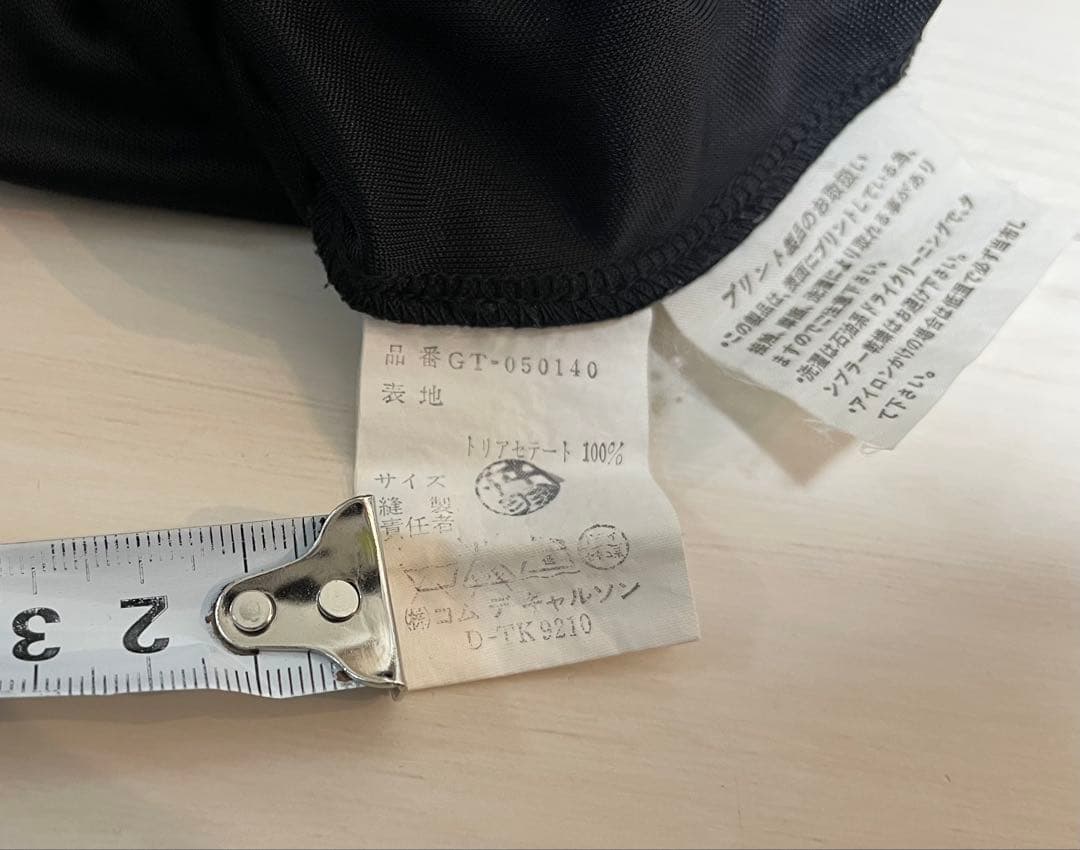 品番 GT-050140
表地
トリアセテート 100%
サイズ
縫製
責任者
㈱コム デ ギャルソン
D-TK9210
プリント製品のお取扱い
•この製品は、表面にプリントしている為、
接触、摩擦、洗濯により取れる事があり
ますのでご注意下さい。
•洗濯は石油系ドライクリーニングで、タ
ンブラー乾燥はお避け下さい。
•アイロンかけの場合は低温で必ず当布し
て下さい。
2
3